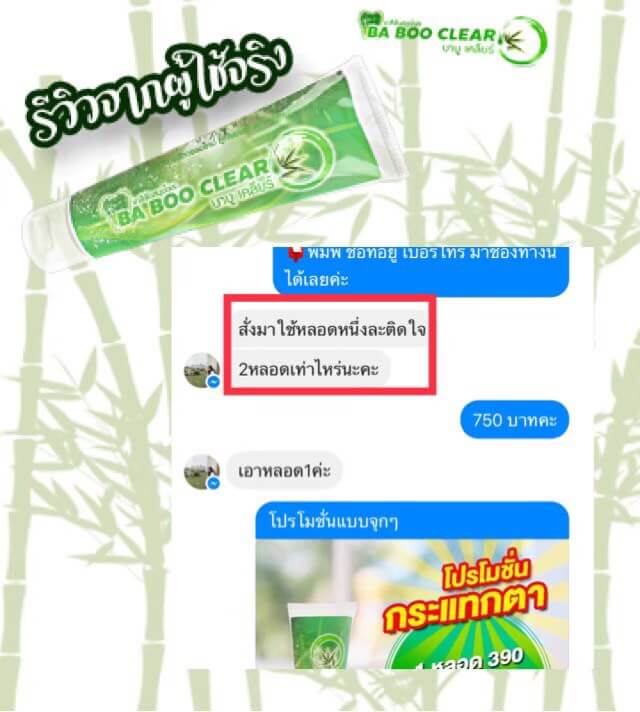 BA BOO CLEAR
บาบู เคลียร์
รีวิวจากผู้ใช้จริง
BA BOO CLEAR
บาบู เคลียร์
พิมพ์ ชื่อที่อยู่ เบอร์โทร มาช่องทางนี้
ได้เลยค่ะ
สั่งมาใช้หลอดหนึ่งละติดใจ
2หลอดเท่าไหร่นะคะ
750 บาทคะ
เอาหลอด1ค่ะ
โปรโมชั่นแบบจุกๆ
โปรโมชั่น
กระแทกตา
1 หลอด 390